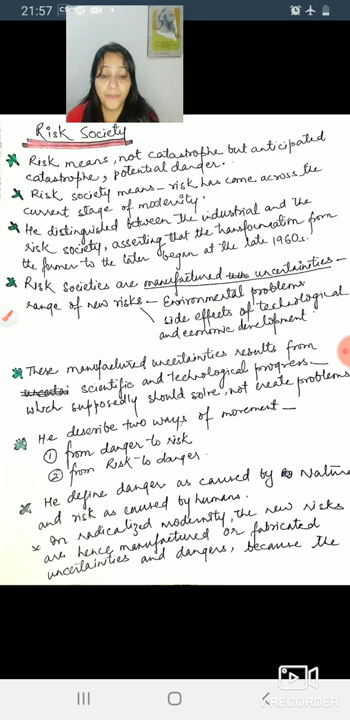 21:57
Risk Society
Risk means, not catastrophe but anticipated
catastrophe, potential danger.
Risk society means - risk has come across the
current stage of modernity.
He distinguished between the industrial and the
risk society, asserting that the transformation from
the former to the later began at the late 1960s.
Risk Societies are manufactured uncertainties -
range of new risks - Environmental problems
side effects of technological
and economic development.
These manufactured uncertainties results from
scientific and technological progress -
which supposedly should solve, not create problems
He describe two ways of movement -
① from danger to risk
② from Risk to danger.
He define danger as caused by Nature
and risk as caused by humans.
On radicalized modernity, the new risks
are hence manufactured or fabricated
uncertainties and dangers, because the
V RECORDER